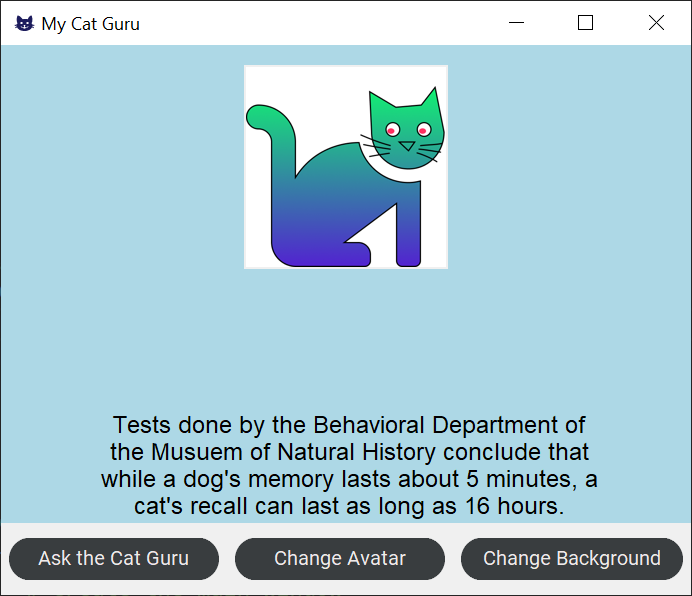 My Cat Guru
Tests done by the Behavioral Department of
the Musuem of Natural History conclude that
while a dog's memory lasts about 5 minutes, a
cat's recall can last as long as 16 hours.
Ask the Cat Guru
Change Avatar
Change Background